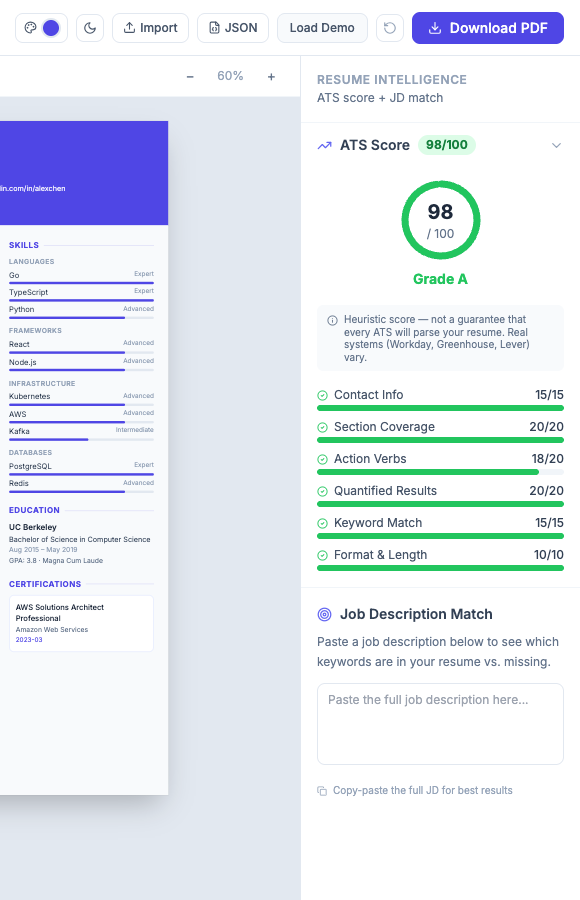 Import
JSON
Load Demo
Download PDF
− 60% +
lin.com/in/alexchen
SKILLS
LANGUAGES
Go Expert
TypeScript Expert
Python Advanced
FRAMEWORKS
React Advanced
Node.js Advanced
INFRASTRUCTURE
Kubernetes Advanced
AWS Advanced
Kafka Intermediate
DATABASES
PostgreSQL Expert
Redis Advanced
EDUCATION
UC Berkeley
Bachelor of Science in Computer Science
Aug 2015 – May 2019
GPA: 3.8 · Magna Cum Laude
CERTIFICATIONS
AWS Solutions Architect
Professional
Amazon Web Services
2023-03
RESUME INTELLIGENCE
ATS score + JD match
ATS Score 98/100
98
/ 100
Grade A
Heuristic score — not a guarantee that
every ATS will parse your resume. Real
systems (Workday, Greenhouse, Lever)
vary.
Contact Info 15/15
Section Coverage 20/20
Action Verbs 18/20
Quantified Results 20/20
Keyword Match 15/15
Format & Length 10/10
Job Description Match
Paste a job description below to see which
keywords are in your resume vs. missing.
Paste the full job description here...
Copy-paste the full JD for best results